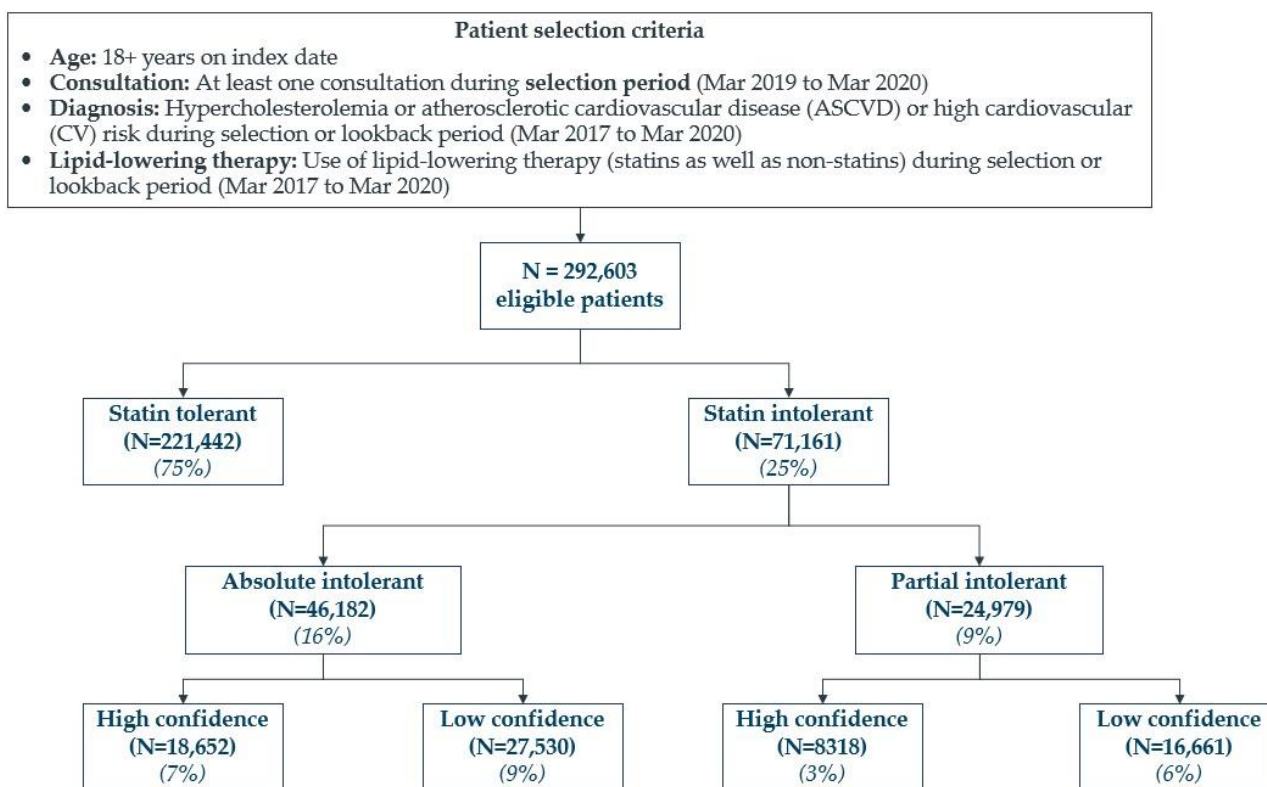 Patient selection criteria
• Age: 18+ years on index date
• Consultation: At least one consultation during selection period (Mar 2019 to Mar 2020)
• Diagnosis: Hypercholesterolemia or atherosclerotic cardiovascular disease (ASCVD) or high cardiovascular
(CV) risk during selection or lookback period (Mar 2017 to Mar 2020)
• Lipid-lowering therapy: Use of lipid-lowering therapy (statins as well as non-statins) during selection or
lookback period (Mar 2017 to Mar 2020)
N = 292,603
eligible patients
Statin tolerant
(N=221,442)
(75%)
Statin intolerant
(N=71,161)
(25%)
Absolute intolerant
(N=46,182)
(16%)
Partial intolerant
(N=24,979)
(9%)
High confidence
(N=18,652)
(7%)
Low confidence
(N=27,530)
(9%)
High confidence
(N=8318)
(3%)
Low confidence
(N=16,661)
(6%)